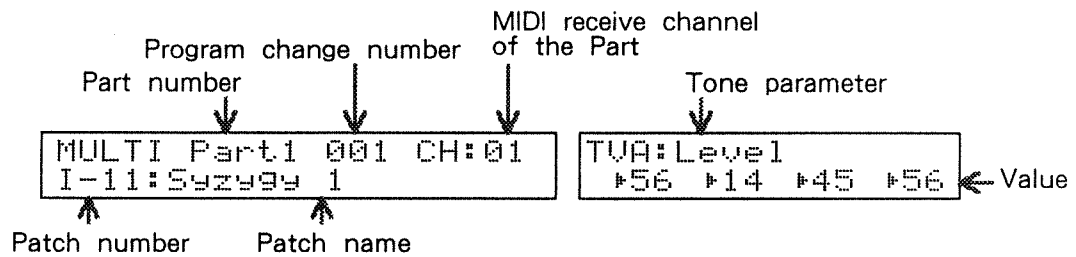 MIDI receive channel
of the Part
Program change number
Part number
Tone parameter
MULTI Part1 001 CH:01
I-11:Syzygy 1
TVA:Level
▸56 ▸14 ▸45 ▸56
Value
Patch number
Patch name